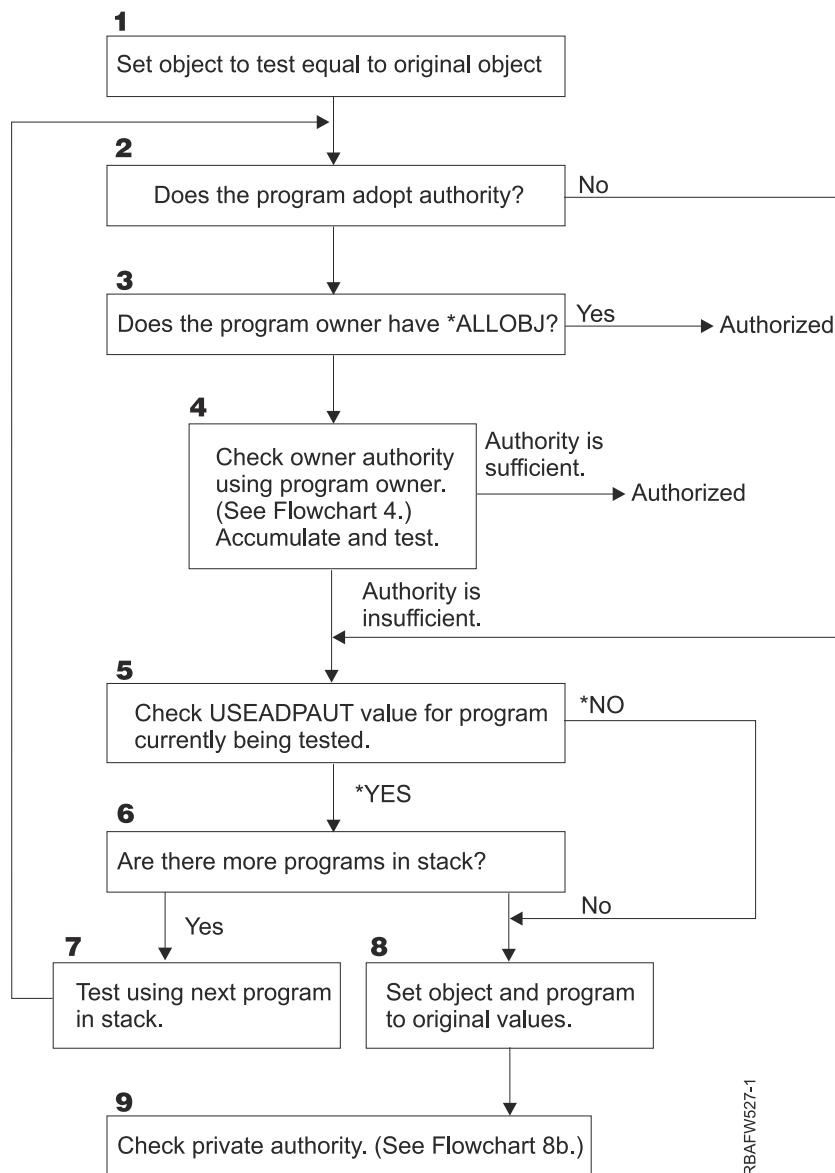 1
Set object to test equal to original object
2
Does the program adopt authority?
No
3
Does the program owner have *ALLOBJ?
Yes
Authorized
4
Check owner authority
using program owner.
(See Flowchart 4.)
Accumulate and test.
Authority is
sufficient.
Authorized
Authority is
insufficient.
5
Check USEADPAUT value for program
currently being tested.
*NO
*YES
6
Are there more programs in stack?
Yes
No
7
Test using next program
in stack.
8
Set object and program
to original values.
9
Check private authority. (See Flowchart 8b.)
RBAFW527-1